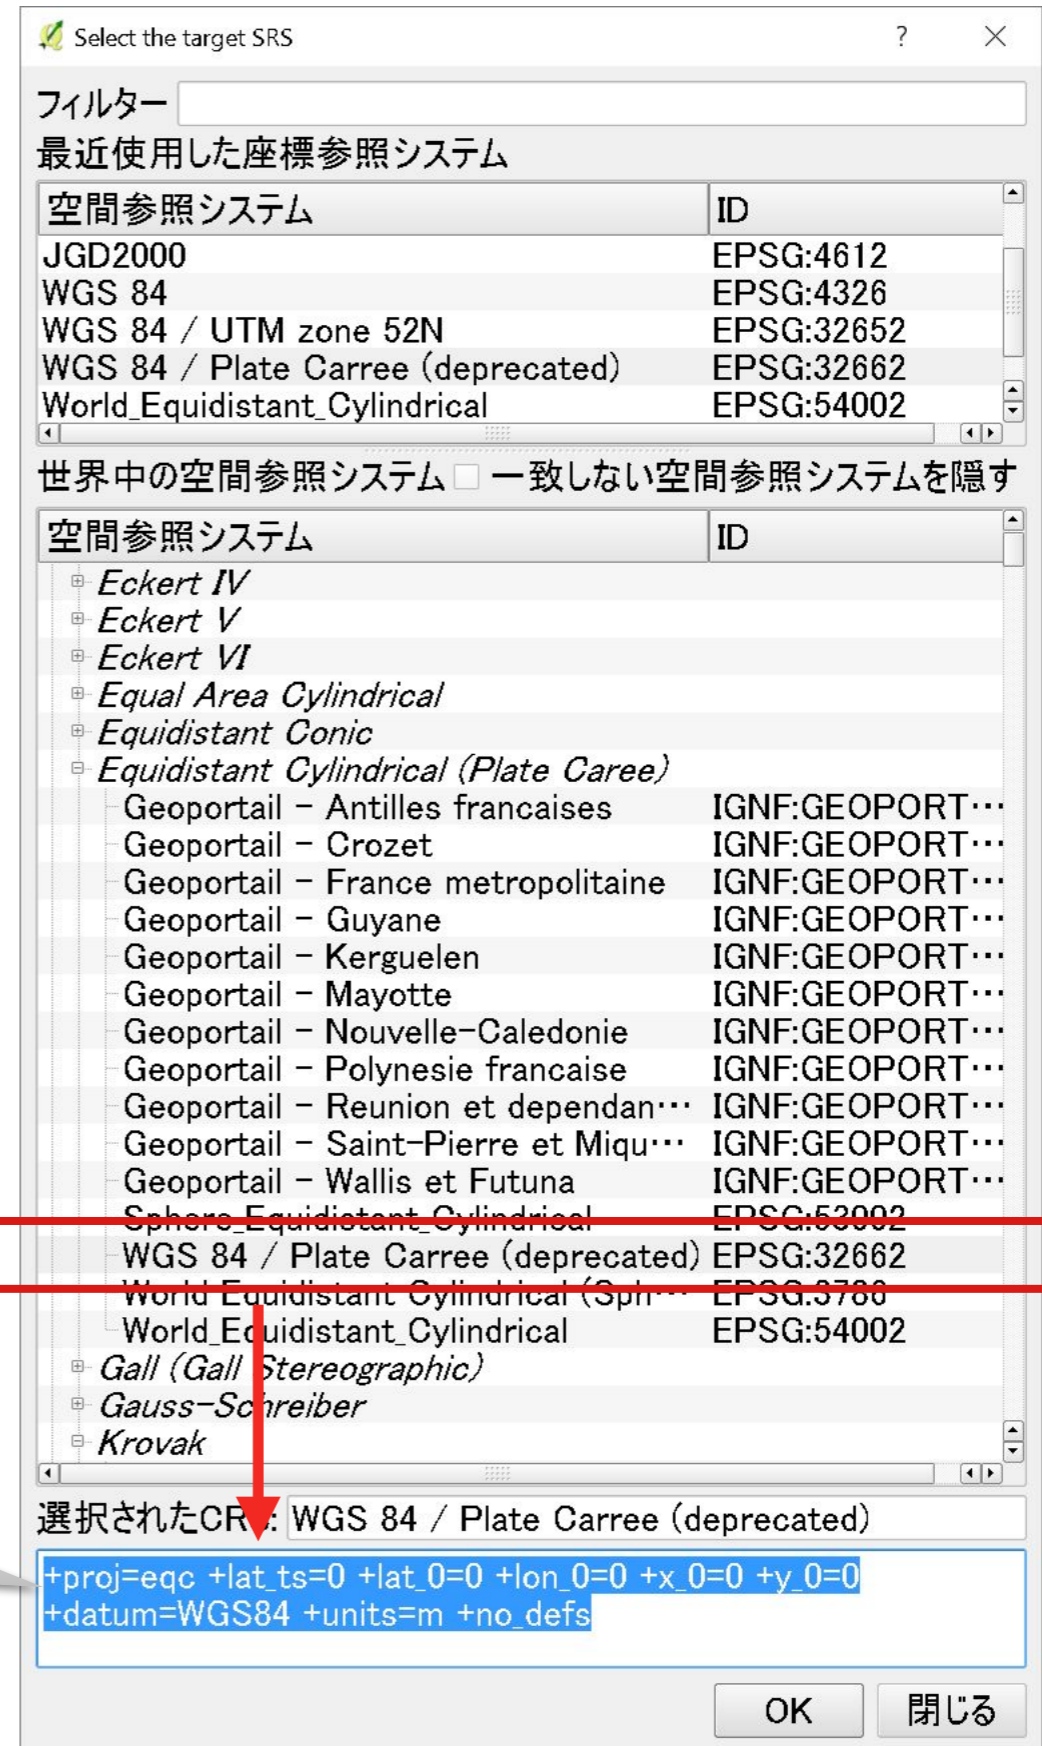 Select the target SRS
フィルター
最近使用した座標参照システム
空間参照システム ID
JGD2000 EPSG:4612
WGS 84 EPSG:4326
WGS 84 / UTM zone 52N EPSG:32652
WGS 84 / Plate Carree (deprecated) EPSG:32662
World_Equidistant_Cylindrical EPSG:54002
世界中の空間参照システム 一致しない空間参照システムを隠す
空間参照システム ID
Eckert IV
Eckert V
Eckert VI
Equal Area Cylindrical
Equidistant Conic
Equidistant Cylindrical (Plate Caree)
Geoportail - Antilles francaises IGNF:GEOPORT…
Geoportail - Crozet IGNF:GEOPORT…
Geoportail - France metropolitaine IGNF:GEOPORT…
Geoportail - Guyane IGNF:GEOPORT…
Geoportail - Kerguelen IGNF:GEOPORT…
Geoportail - Mayotte IGNF:GEOPORT…
Geoportail - Nouvelle-Caledonie IGNF:GEOPORT…
Geoportail - Polynesie francaise IGNF:GEOPORT…
Geoportail - Reunion et dependan… IGNF:GEOPORT…
Geoportail - Saint-Pierre et Miqu… IGNF:GEOPORT…
Geoportail - Wallis et Futuna IGNF:GEOPORT…
Sphere_Equidistant_Cylindrical EPSG:53002
WGS 84 / Plate Carree (deprecated) EPSG:32662
World Equidistant Cylindrical (Sph… EPSG:3786
World_Equidistant_Cylindrical EPSG:54002
Gall (Gall Stereographic)
Gauss-Schreiber
Krovak
選択されたCRS: WGS 84 / Plate Carree (deprecated)
+proj=eqc +lat_ts=0 +lat_0=0 +lon_0=0 +x_0=0 +y_0=0
+datum=WGS84 +units=m +no_defs
OK 閉じる